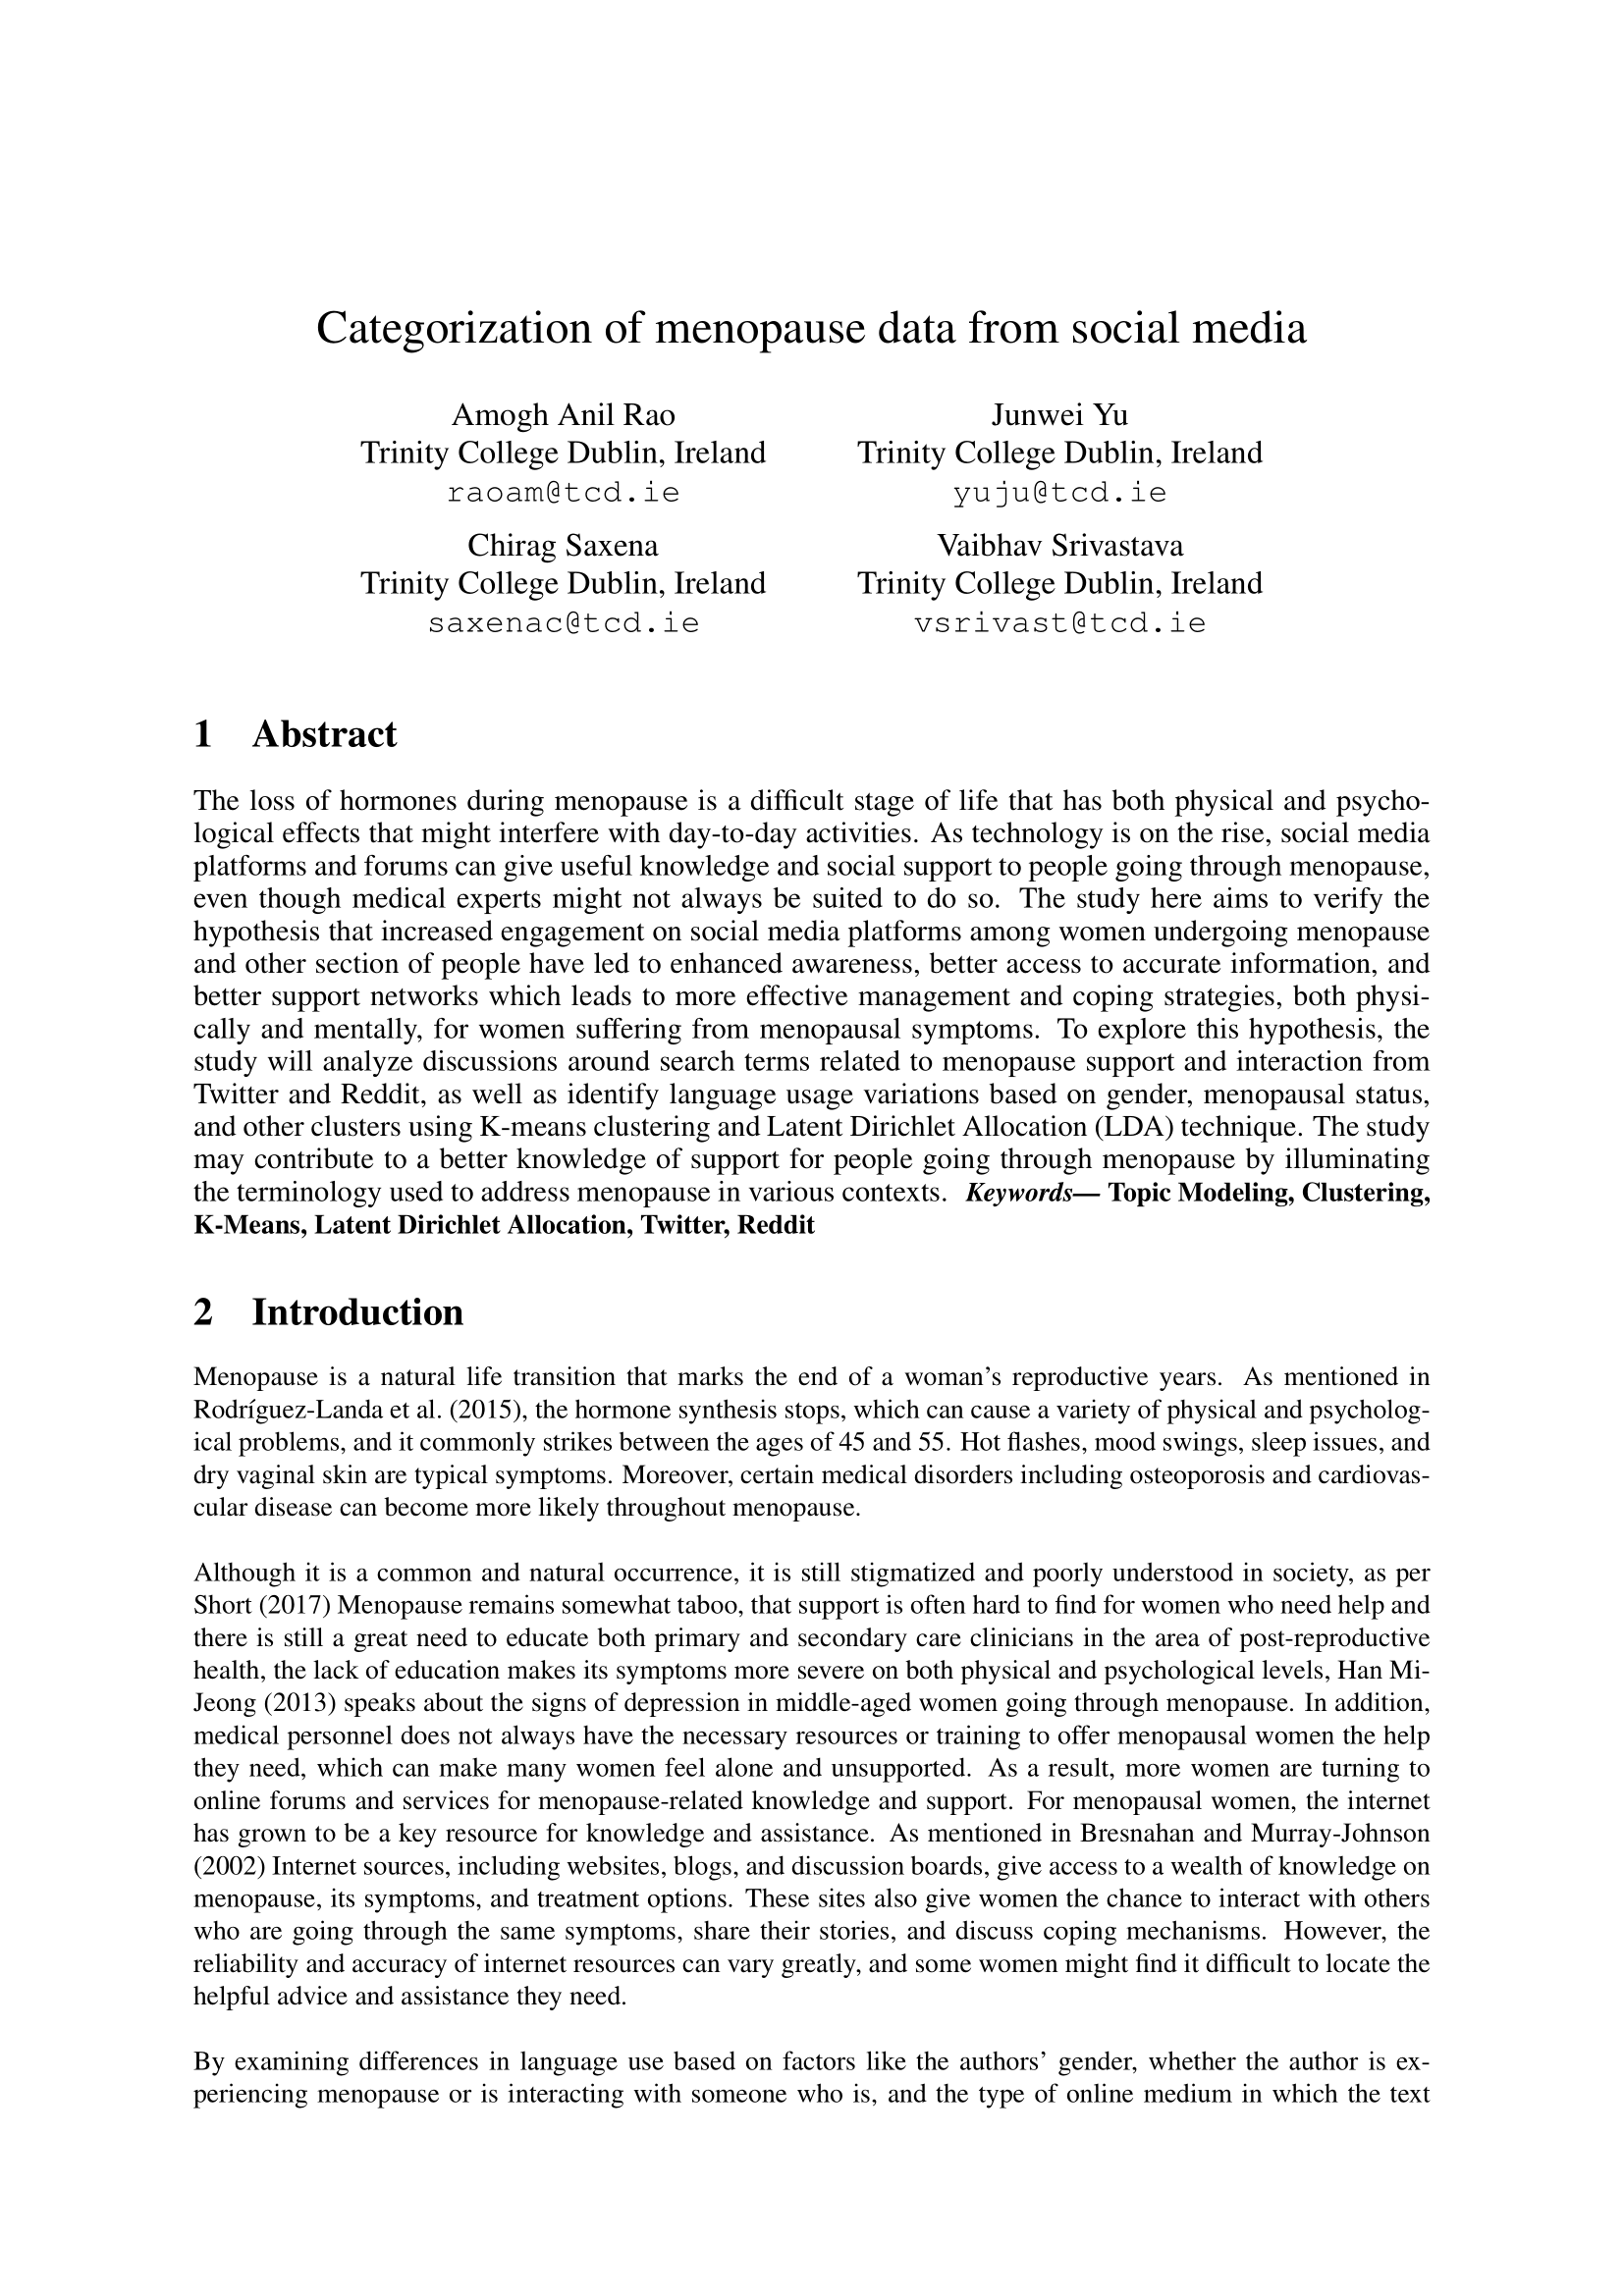 Categorization of menopause data from social media
Amogh Anil Rao
Trinity College Dublin, Ireland
raoam@tcd.ie
Junwei Yu
Trinity College Dublin, Ireland
yuju@tcd.ie
Chirag Saxena
Trinity College Dublin, Ireland
saxenac@tcd.ie
Vaibhav Srivastava
Trinity College Dublin, Ireland
vsrivast@tcd.ie
1 Abstract
The loss of hormones during menopause is a difficult stage of life that has both physical and psycho-
logical effects that might interfere with day-to-day activities. As technology is on the rise, social media
platforms and forums can give useful knowledge and social support to people going through menopause,
even though medical experts might not always be suited to do so. The study here aims to verify the
hypothesis that increased engagement on social media platforms among women undergoing menopause
and other section of people have led to enhanced awareness, better access to accurate information, and
better support networks which leads to more effective management and coping strategies, both physi-
cally and mentally, for women suffering from menopausal symptoms. To explore this hypothesis, the
study will analyze discussions around search terms related to menopause support and interaction from
Twitter and Reddit, as well as identify language usage variations based on gender, menopausal status,
and other clusters using K-means clustering and Latent Dirichlet Allocation (LDA) technique. The study
may contribute to a better knowledge of support for people going through menopause by illuminating
the terminology used to address menopause in various contexts. Keywords— Topic Modeling, Clustering,
K-Means, Latent Dirichlet Allocation, Twitter, Reddit
2 Introduction
Menopause is a natural life transition that marks the end of a woman's reproductive years. As mentioned in
Rodríguez-Landa et al. (2015), the hormone synthesis stops, which can cause a variety of physical and psycholog-
ical problems, and it commonly strikes between the ages of 45 and 55. Hot flashes, mood swings, sleep issues, and
dry vaginal skin are typical symptoms. Moreover, certain medical disorders including osteoporosis and cardiovas-
cular disease can become more likely throughout menopause.
Although it is a common and natural occurrence, it is still stigmatized and poorly understood in society, as per
Short (2017) Menopause remains somewhat taboo, that support is often hard to find for women who need help and
there is still a great need to educate both primary and secondary care clinicians in the area of post-reproductive
health, the lack of education makes its symptoms more severe on both physical and psychological levels, Han Mi-
Jeong (2013) speaks about the signs of depression in middle-aged women going through menopause. In addition,
medical personnel does not always have the necessary resources or training to offer menopausal women the help
they need, which can make many women feel alone and unsupported. As a result, more women are turning to
online forums and services for menopause-related knowledge and support. For menopausal women, the internet
has grown to be a key resource for knowledge and assistance. As mentioned in Bresnahan and Murray-Johnson
(2002) Internet sources, including websites, blogs, and discussion boards, give access to a wealth of knowledge on
menopause, its symptoms, and treatment options. These sites also give women the chance to interact with others
who are going through the same symptoms, share their stories, and discuss coping mechanisms. However, the
reliability and accuracy of internet resources can vary greatly, and some women might find it difficult to locate the
helpful advice and assistance they need.
By examining differences in language use based on factors like the authors' gender, whether the author is ex-
periencing menopause or is interacting with someone who is, and the type of online medium in which the text